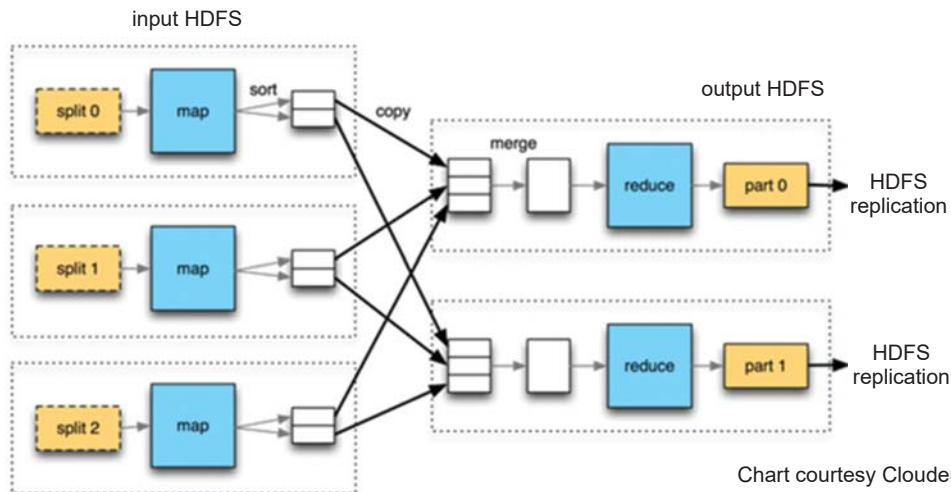 input HDFS
split 0
map
sort
copy
output HDFS
merge
reduce
part 0
HDFS
replication
split 1
map
reduce
part 1
HDFS
replication
split 2
map
Chart courtesy Cloude